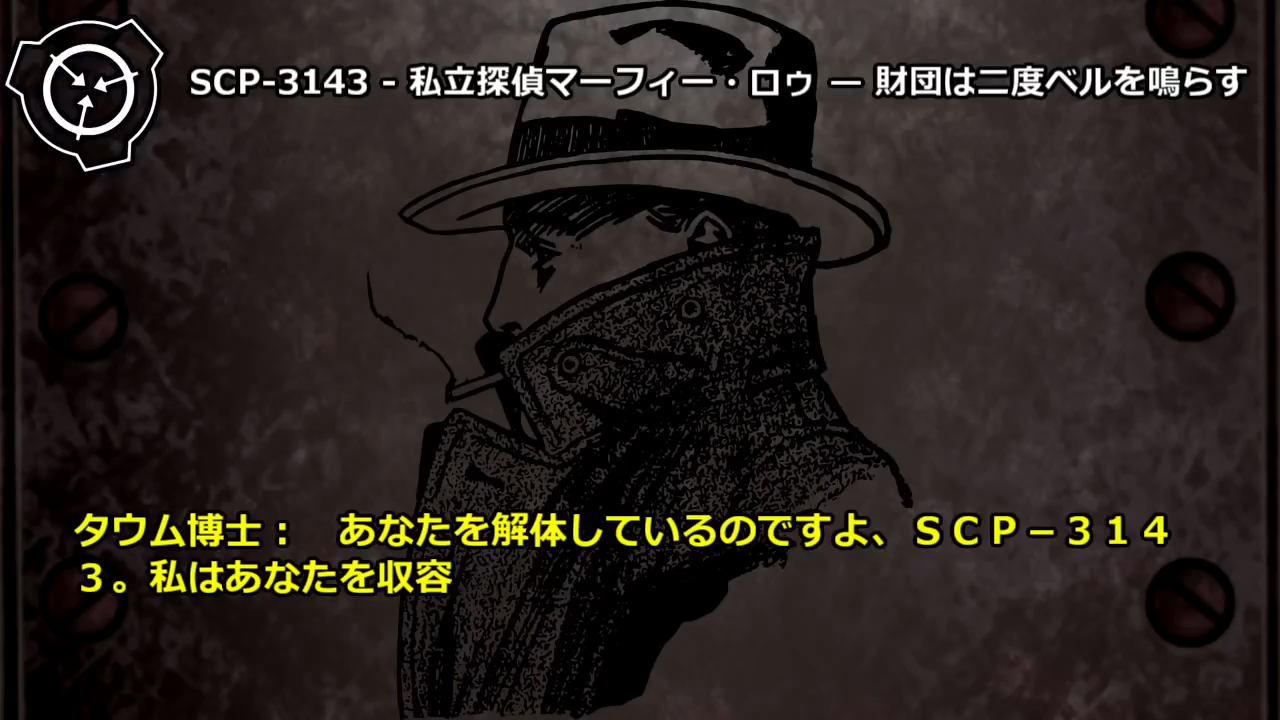 SCP-3143 - 私立探偵マーフィー・ロゥ ― 財団は二度ベルを鳴らす
タウム博士：　あなたを解体しているのですよ、ＳＣＰ－３１４
３。私はあなたを収容